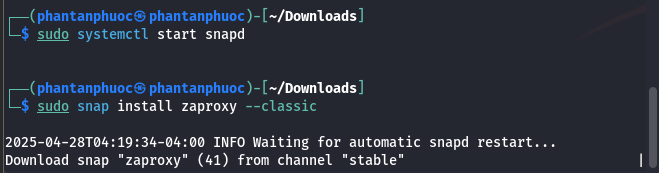 (phantanphuoc㉿phantanphuoc)-[~/Downloads]
$ sudo systemctl start snapd
(phantanphuoc㉿phantanphuoc)-[~/Downloads]
$ sudo snap install zaproxy --classic
2025-04-28T04:19:34-04:00 INFO Waiting for automatic snapd restart...
Download snap "zaproxy" (41) from channel "stable" |